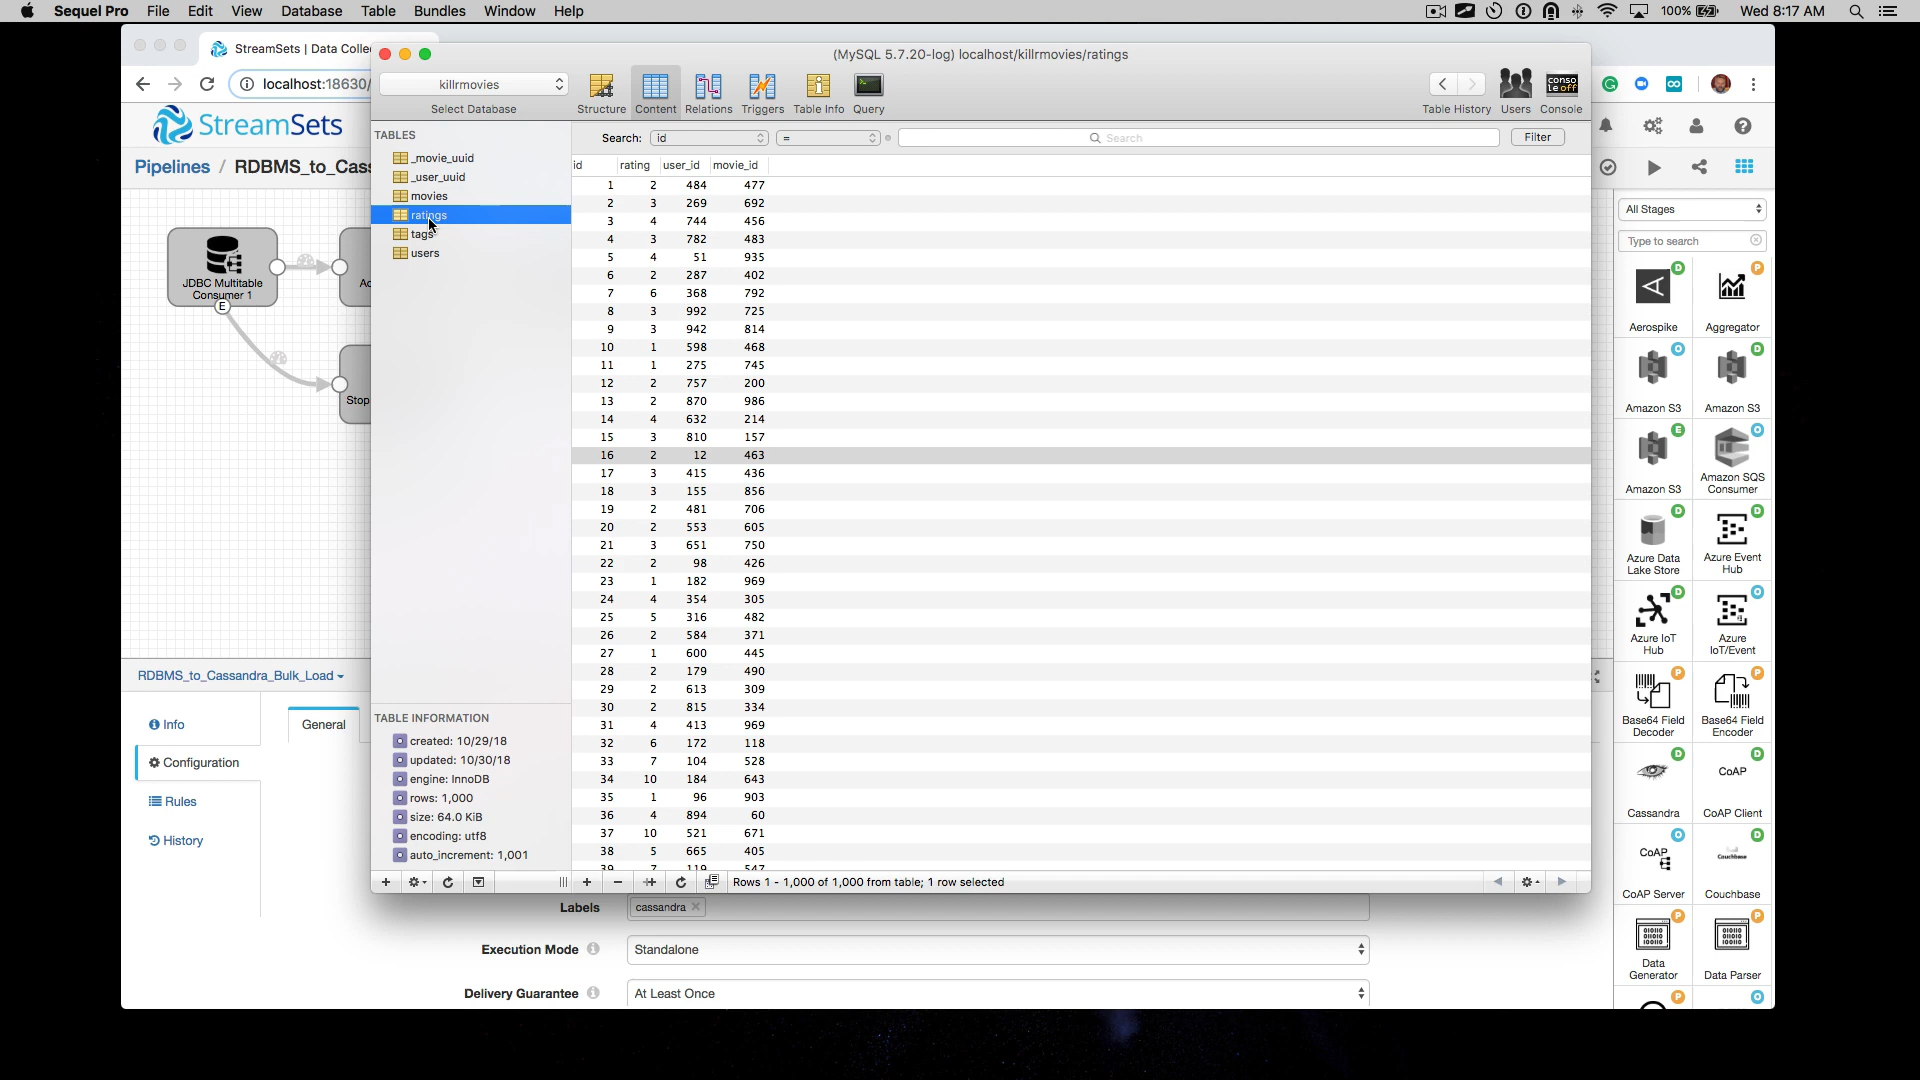 Sequel Pro File Edit View Database Table Bundles Window Help
100% Wed 8:17 AM
StreamSets | Data Colle
(MySQL 5.7.20-log) localhost/killrmovies/ratings
localhost:18630/
killrmovies
Select Database
Structure Content Relations Triggers Table Info Query
Table History Users Console
conso
le off
StreamSets
Pipelines / RDBMS_to_Cas
TABLES
_movie_uuid
_user_uuid
movies
ratings
tags
users
Search: id = Search Filter
id rating user_id movie_id
1 2 484 477
2 3 269 692
3 4 744 456
4 3 782 483
5 4 51 935
6 2 287 402
7 6 368 792
8 3 992 725
9 3 942 814
10 1 598 468
11 1 275 745
12 2 757 200
13 2 870 986
14 4 632 214
15 3 810 157
16 2 12 463
17 3 415 436
18 3 155 856
19 2 481 706
20 2 553 605
21 3 651 750
22 2 98 426
23 1 182 969
24 4 354 305
25 5 316 482
26 2 584 371
27 1 600 445
28 2 179 490
29 2 613 309
30 2 815 334
31 4 413 969
32 6 172 118
33 7 104 528
34 10 184 643
35 1 96 903
36 4 894 60
37 10 521 671
38 5 665 405
39 7 119 547
JDBC Multitable
Consumer 1
E
Ac
Stop
TABLE INFORMATION
created: 10/29/18
updated: 10/30/18
engine: InnoDB
rows: 1,000
size: 64.0 KiB
encoding: utf8
auto_increment: 1,001
Rows 1 - 1,000 of 1,000 from table; 1 row selected
RDBMS_to_Cassandra_Bulk_Load
Info
Configuration
Rules
History
General
Labels cassandra
Execution Mode Standalone
Delivery Guarantee At Least Once
All Stages
Type to search
D P
Aerospike Aggregator
O D
Amazon S3 Amazon S3
E O
Amazon S3 Amazon SQS
Consumer
D D
Azure Data
Lake Store
Azure Event
Hub
D O
Azure IoT
Hub
Azure
IoT/Event
P P
Base64 Field
Decoder
Base64 Field
Encoder
D D
CoAP
Cassandra CoAP Client
O D
CoAP
Couchbase
CoAP Server Couchbase
P P
Data
Generator
Data Parser
P O